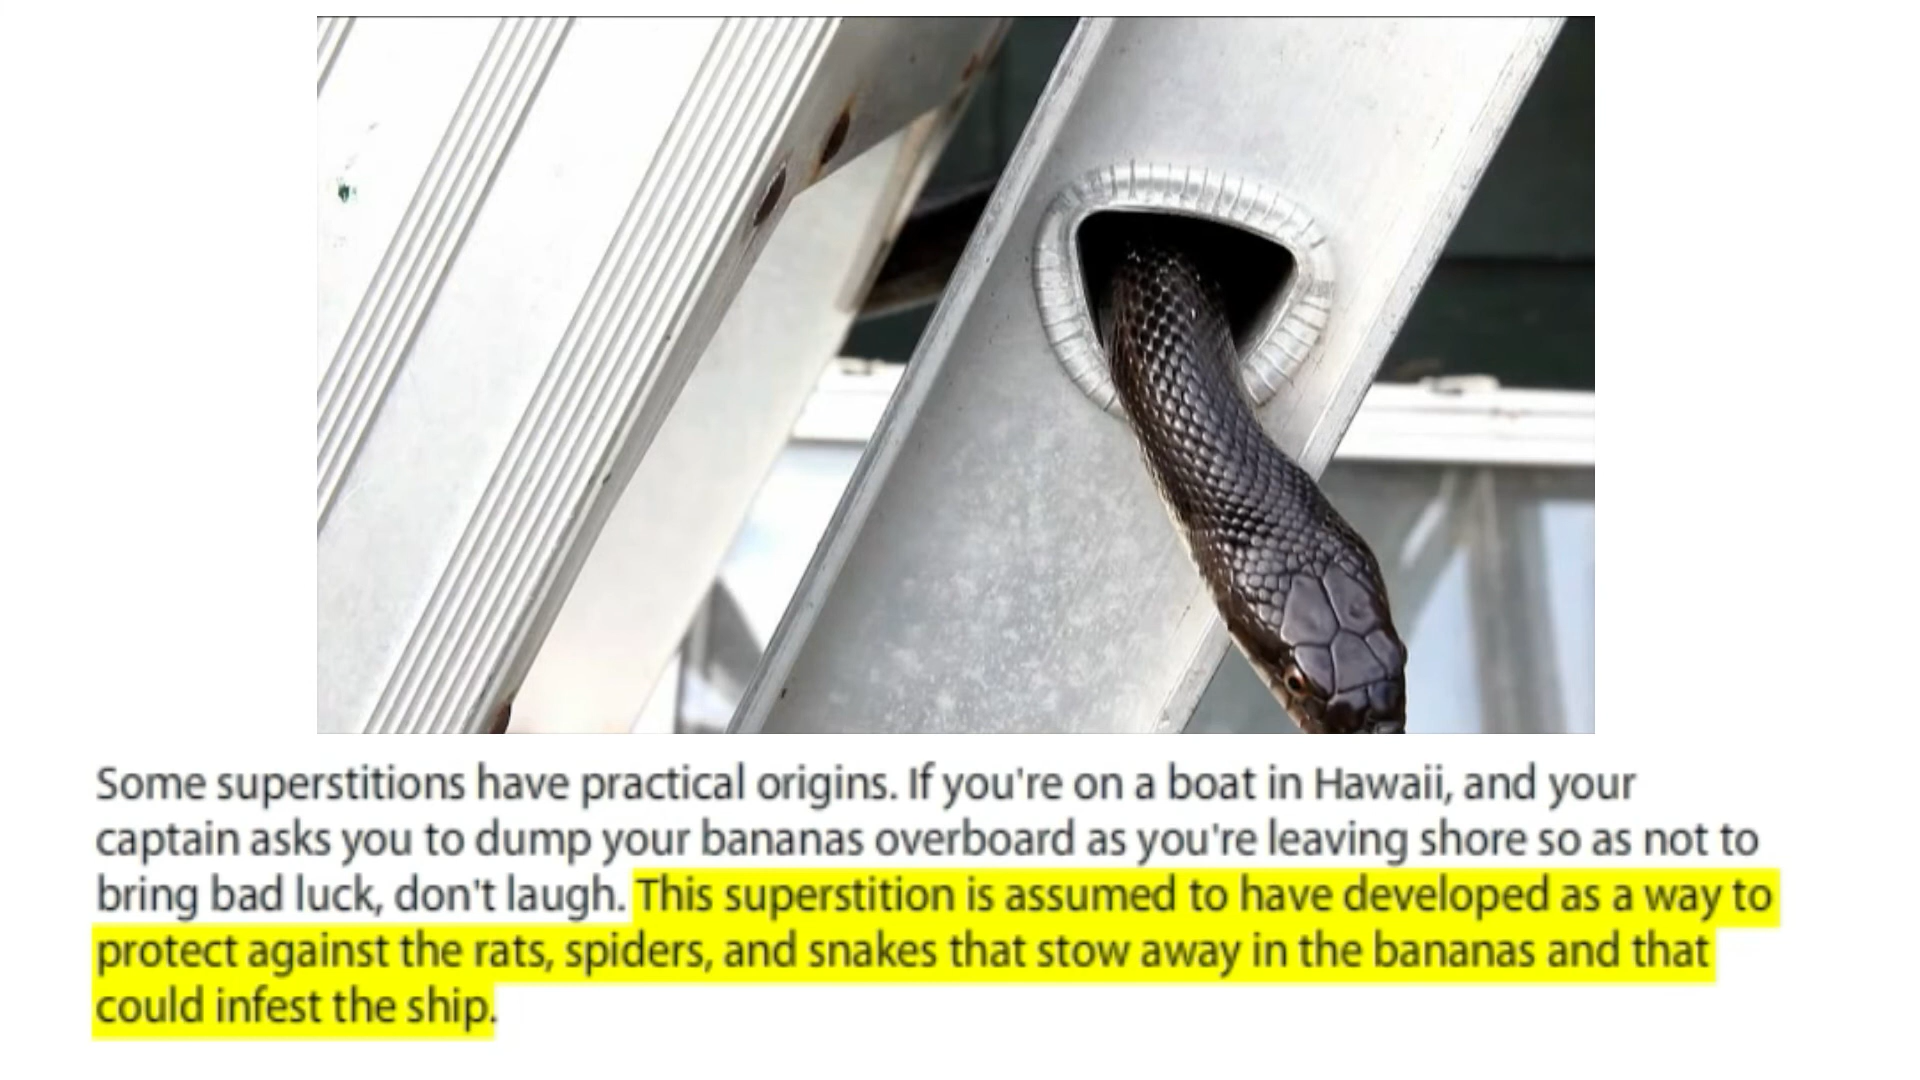 Some superstitions have practical origins. If you're on a boat in Hawaii, and your
captain asks you to dump your bananas overboard as you're leaving shore so as not to
bring bad luck, don't laugh. This superstition is assumed to have developed as a way to
protect against the rats, spiders, and snakes that stow away in the bananas and that
could infest the ship.